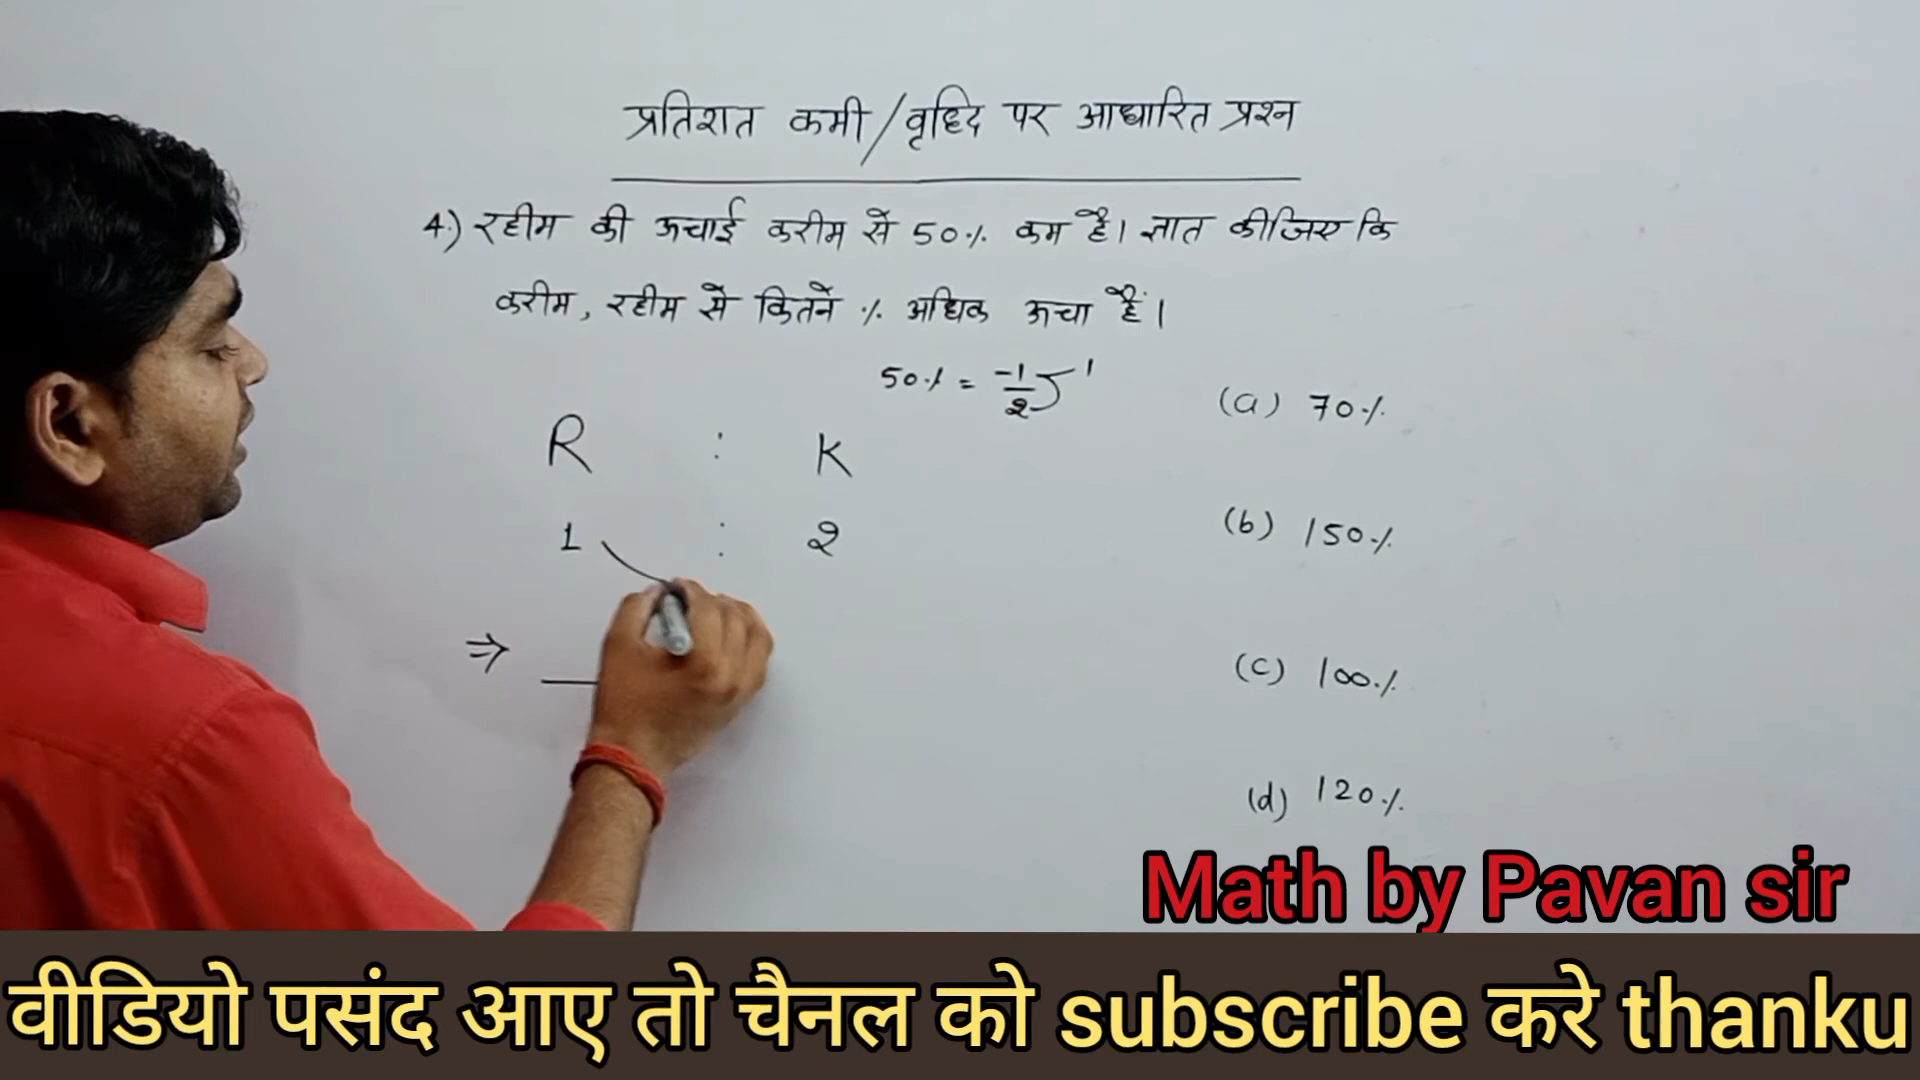 प्रतिशत कमी/वृध्दि पर आधारित प्रश्न
4.) रहीम की ऊचाई करीम से 50% कम है। ज्ञात कीजिए कि
करीम, रहीम से कितने % अधिक ऊचा हैं।
50% = -1/2 1
R : K
1 : 2
⇒
(a) 70%
(b) 150%
(c) 100%
(d) 120%
Math by Pavan sir
वीडियो पसंद आए तो चैनल को subscribe करे thanku